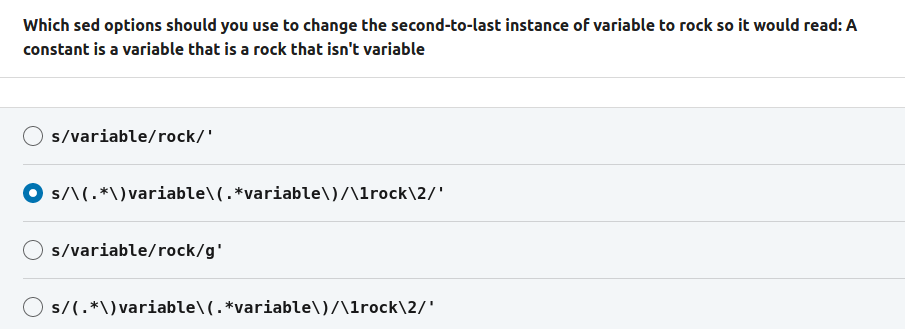 Which sed options should you use to change the second-to-last instance of variable to rock so it would read: A
constant is a variable that is a rock that isn't variable
s/variable/rock/'
s/\(.*\)variable\(.*variable\)/\1rock\2/'
s/variable/rock/g'
s/(.*\)variable\(.*variable\)/\1rock\2/'